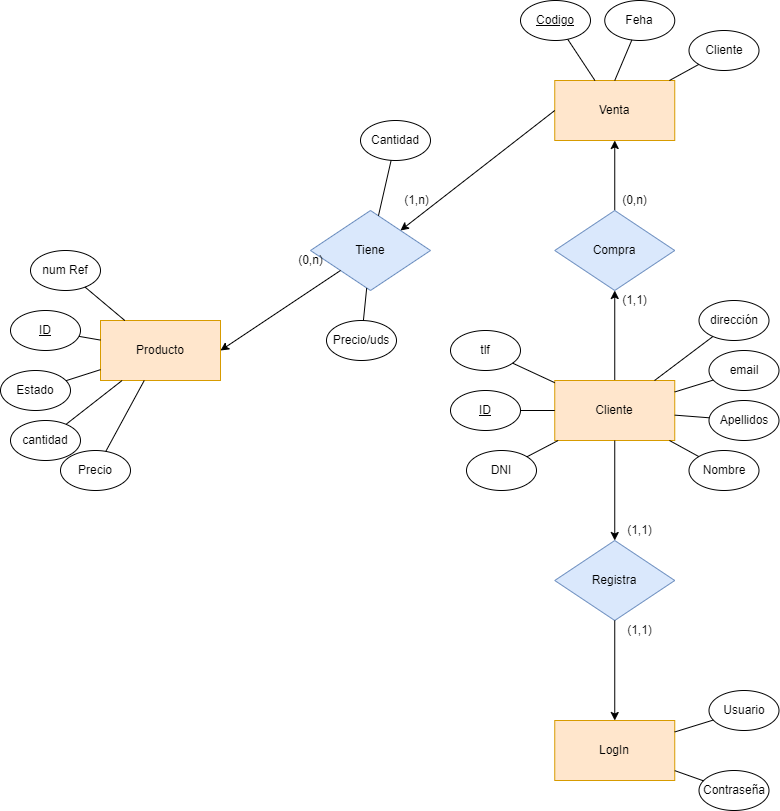 Codigo
Feha
Cliente
Venta
Cantidad
(1,n)
(0,n)
Tiene
Compra
(0,n)
num Ref
(1,1)
ID
Producto
Precio/uds
dirección
tlf
email
Estado
ID
Cliente
Apellidos
cantidad
Precio
DNI
Nombre
(1,1)
Registra
(1,1)
Usuario
LogIn
Contraseña